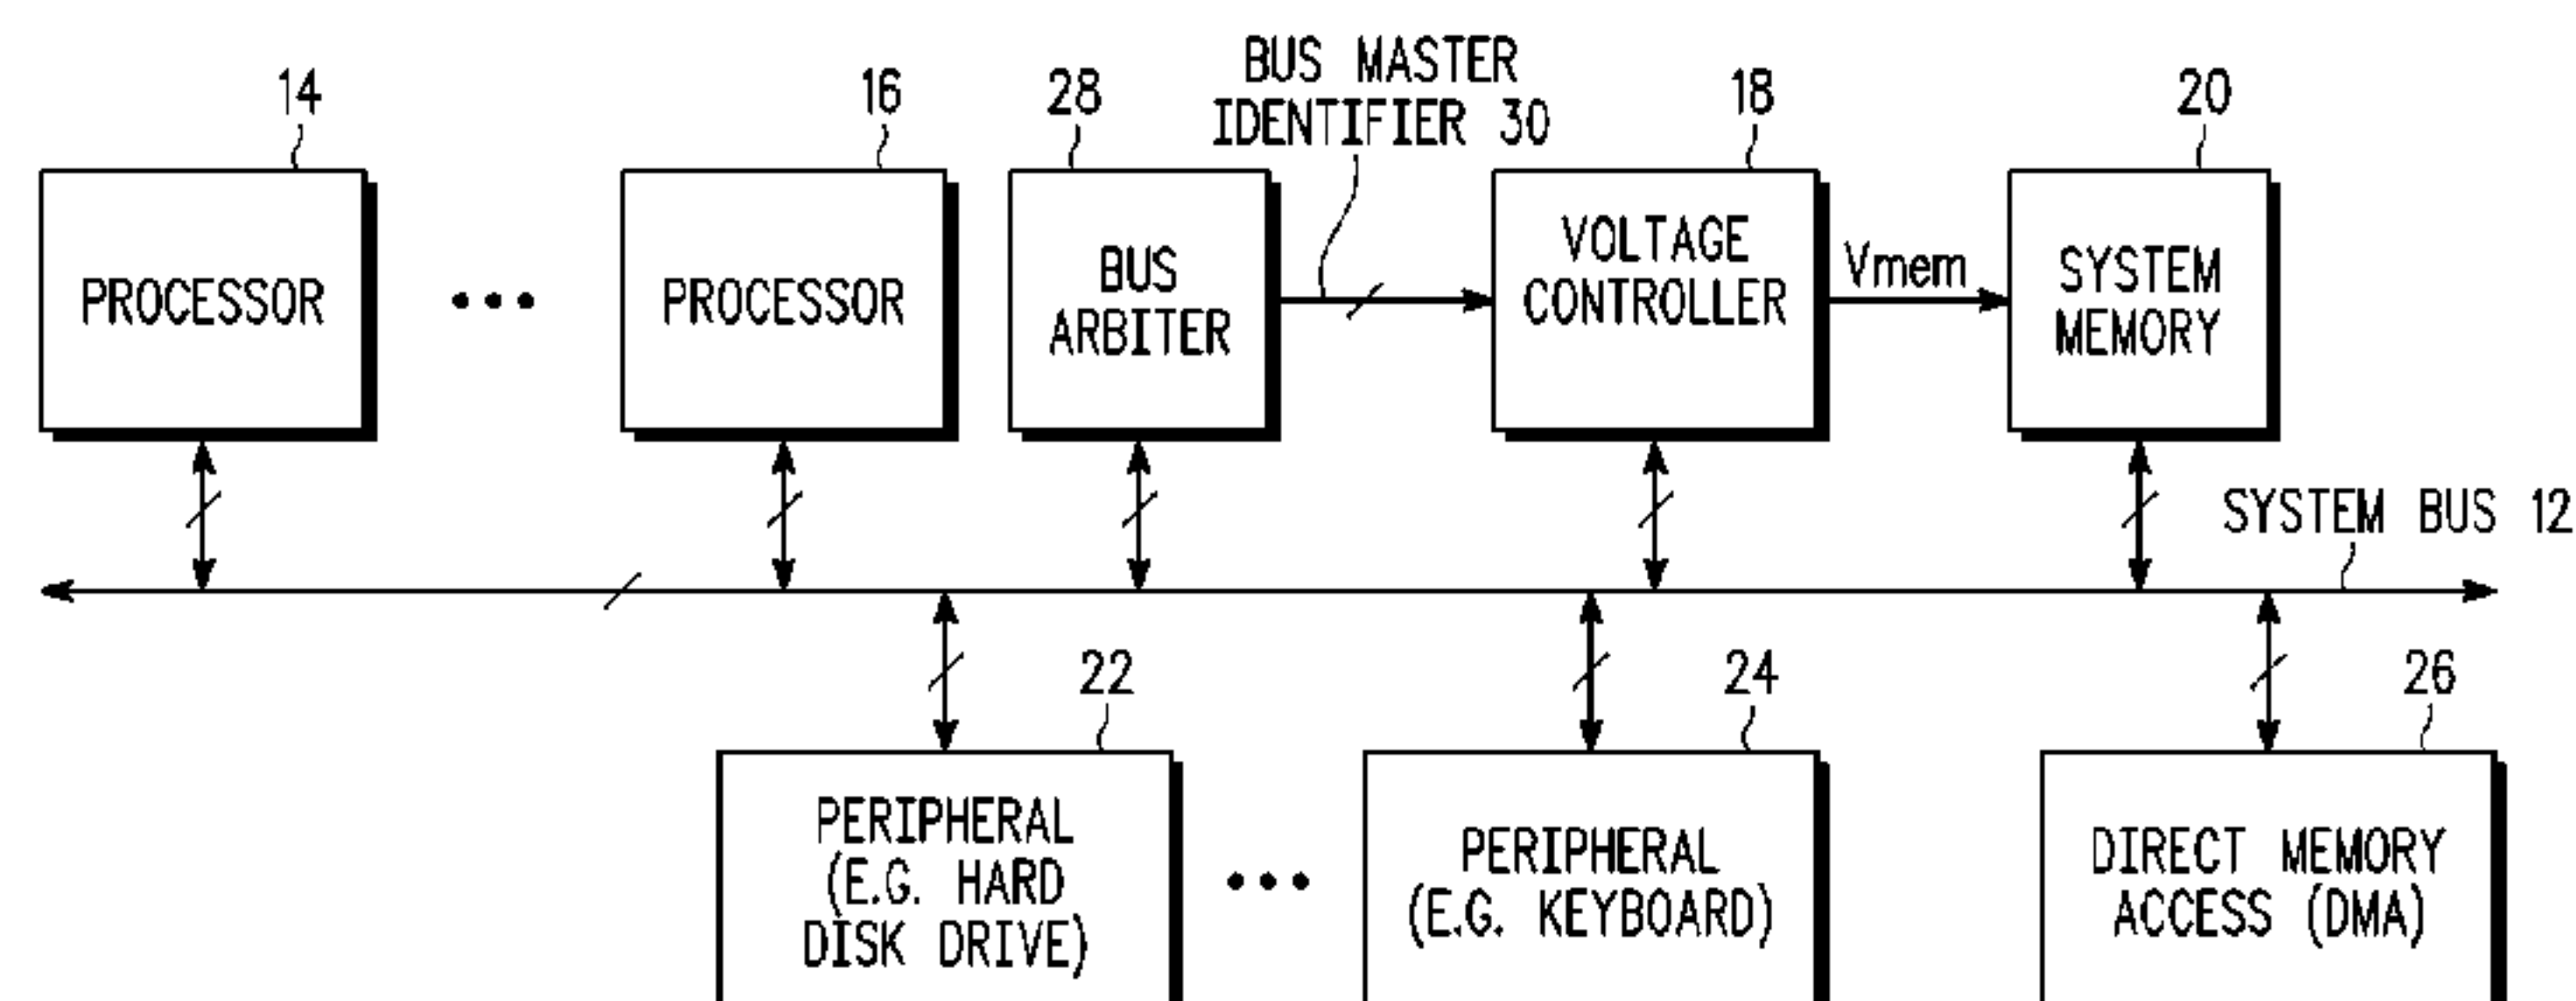 14
16
28
BUS MASTER
IDENTIFIER 30
18
20
PROCESSOR
PROCESSOR
BUS
ARBITER
VOLTAGE
CONTROLLER
Vmem
SYSTEM
MEMORY
SYSTEM BUS 12
22
24
26
PERIPHERAL
(E.G. HARD
DISK DRIVE)
PERIPHERAL
(E.G. KEYBOARD)
DIRECT MEMORY
ACCESS (DMA)